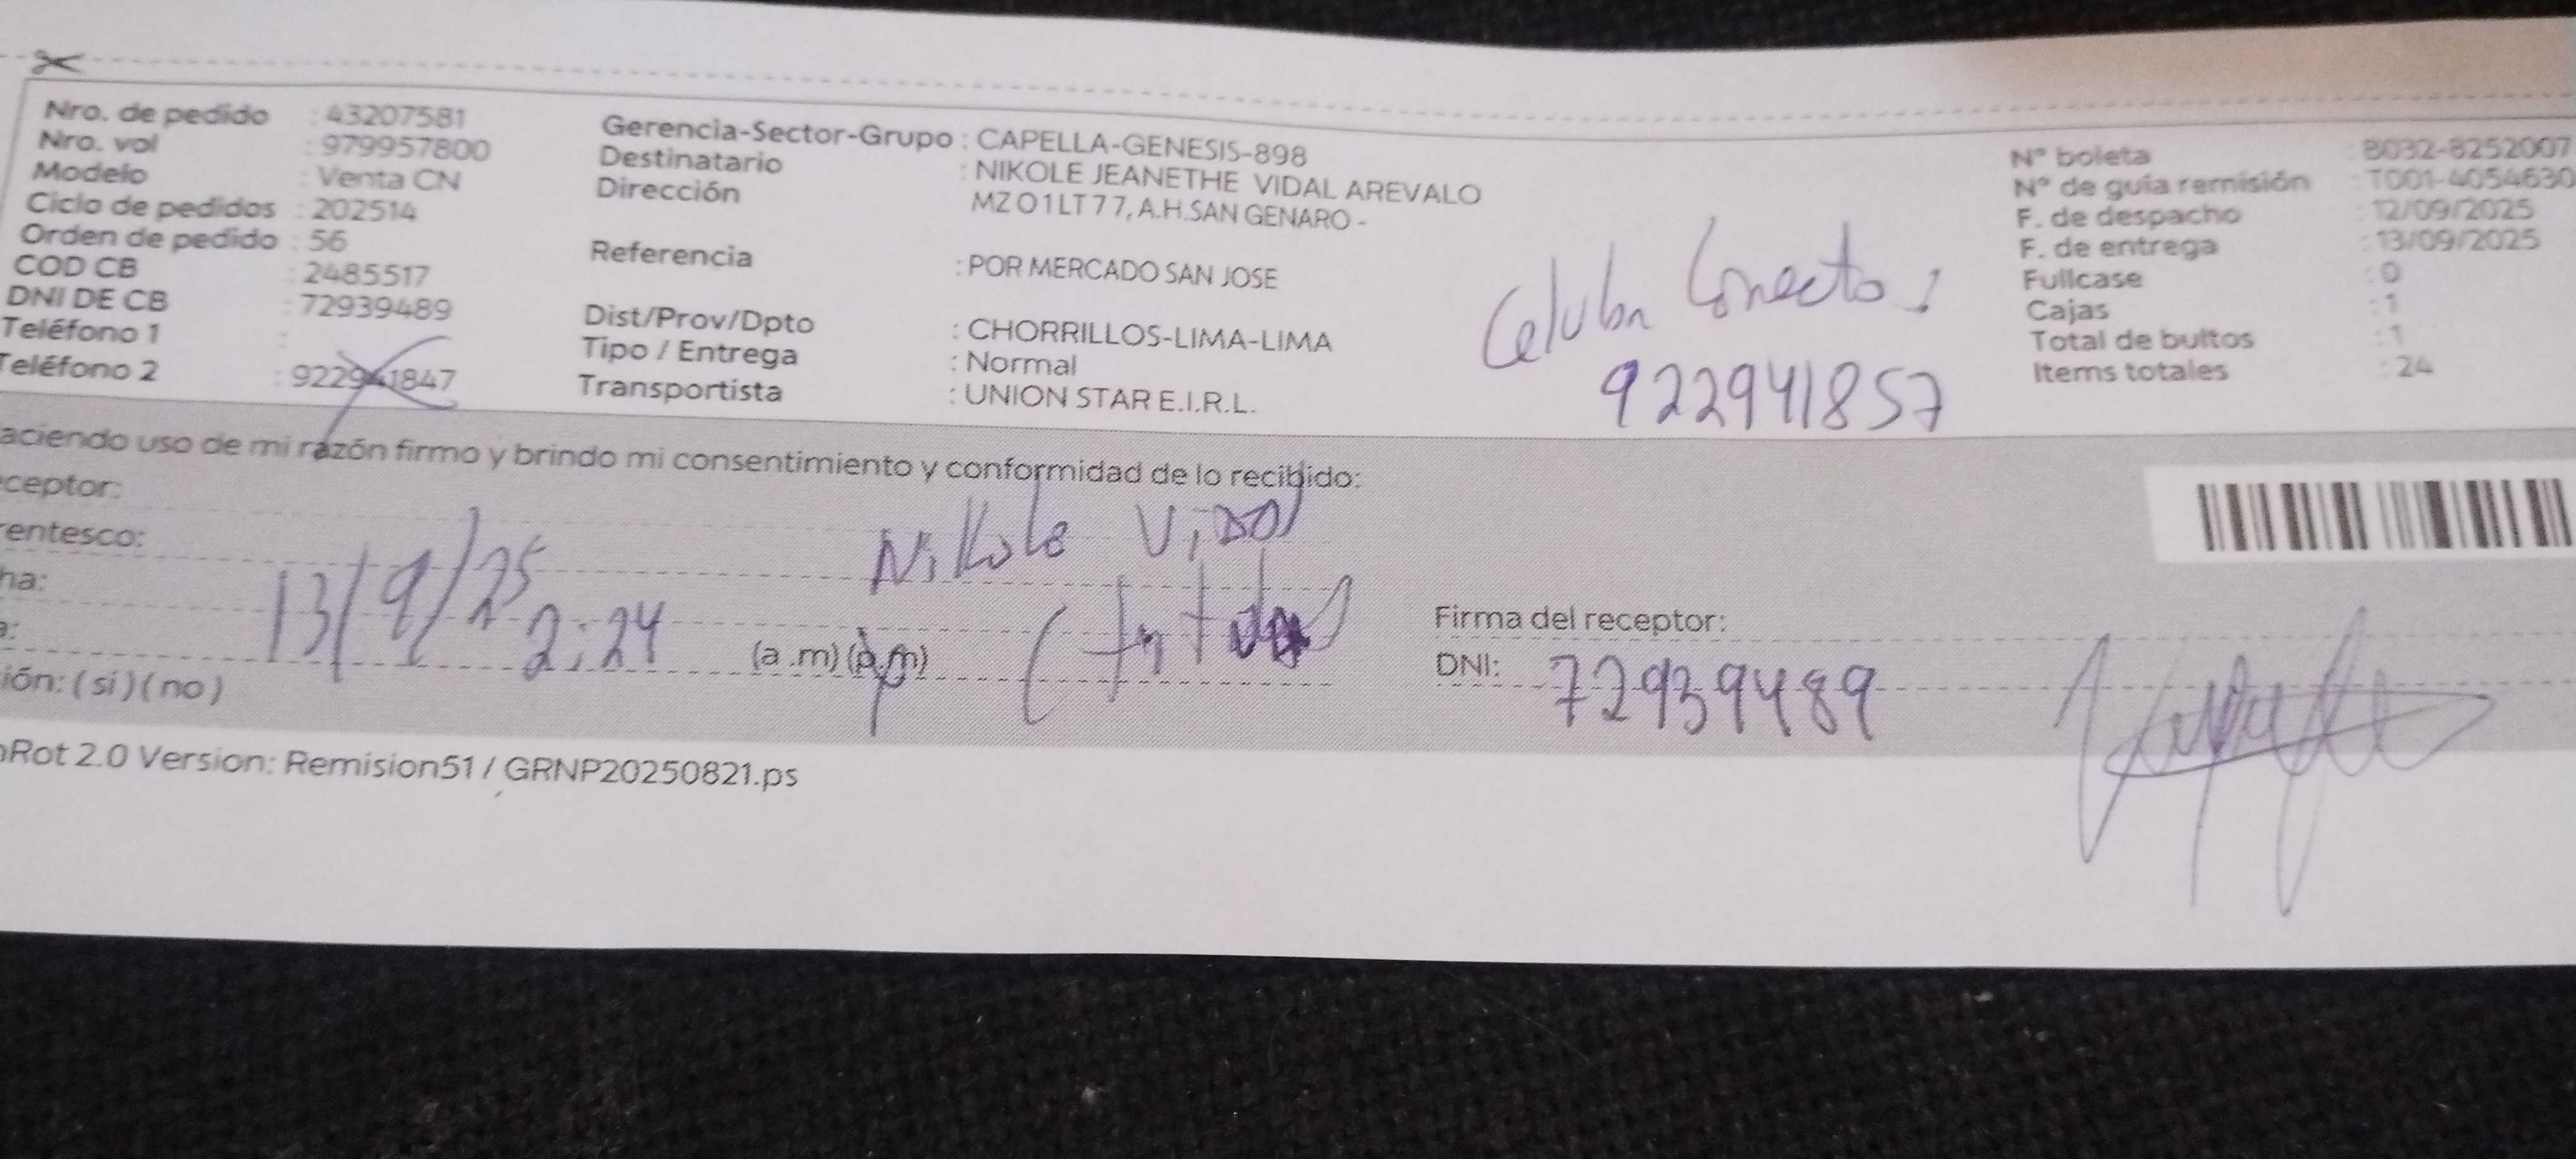 Nro. de pedido : 43207581
Nro. vol : 979957800
Modelo : Venta CN
Ciclo de pedidos : 202514
Orden de pedido : 56
COD CB : 2485517
DNI DE CB : 72939489
Teléfono 1 :
Teléfono 2 : 922941847
Gerencia-Sector-Grupo : CAPELLA-GENESIS-898
Destinatario : NIKOLE JEANETHE VIDAL AREVALO
Dirección MZ O1 LT 77, A.H.SAN GENARO -
Referencia : POR MERCADO SAN JOSE
Dist/Prov/Dpto : CHORRILLOS-LIMA-LIMA
Tipo / Entrega : Normal
Transportista : UNION STAR E.I.R.L.
Celular Correcto :
922941857
N° boleta : B032-8252007
N° de guía remisión : T001-4054630
F. de despacho : 12/09/2025
F. de entrega : 13/09/2025
Fullcase : 0
Cajas : 1
Total de bultos : 1
Items totales : 24
aciendo uso de mi razón firmo y brindo mi consentimiento y conformidad de lo recibido:
ceptor:
rentesco:
Nikole Vidal
ha: 13/9/25
a: 2:24 (a.m) (p.m)
ión: ( si ) ( no )
Firma del receptor:
DNI: 72939489
Rot 2.0 Version: Remision51 / GRNP20250821.ps